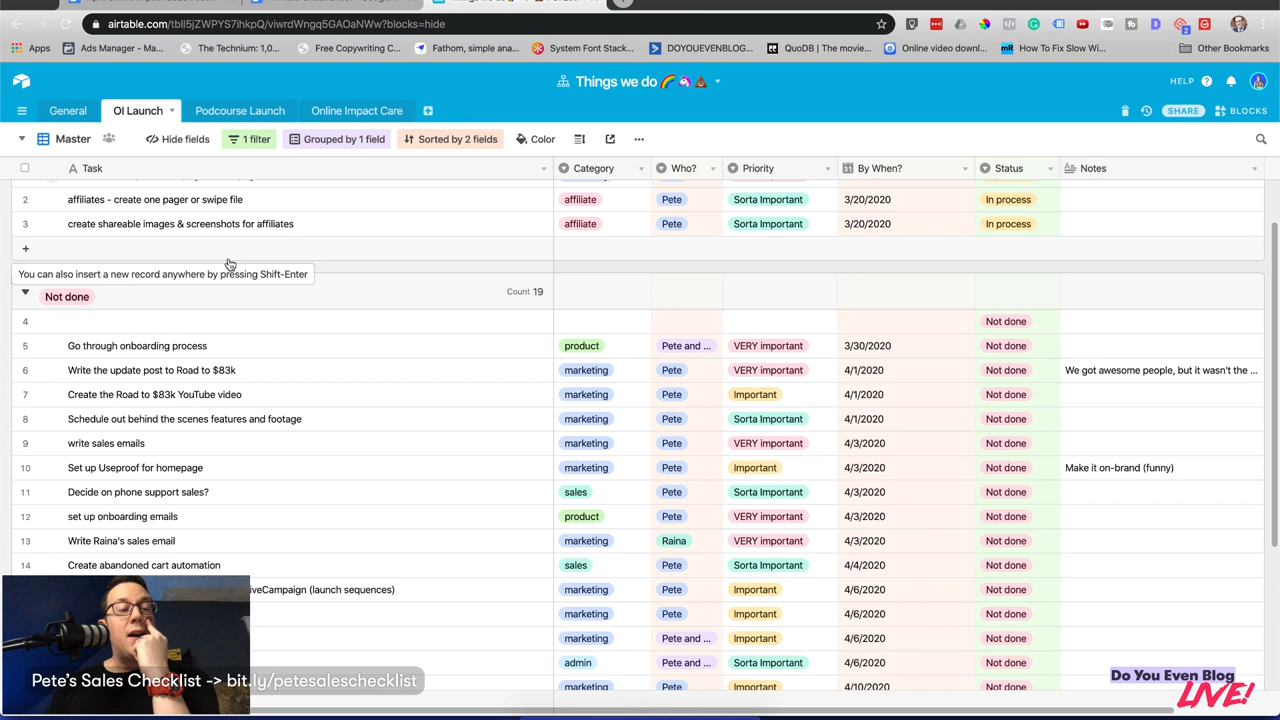 airtable.com/tblI5jZWPYS7ihkpQ/viwrdWngq5GAOaNWw?blocks=hide
Apps Ads Manager - Ma... The Technium: 1,0... Free Copywriting C... Fathom, simple ana... System Font Stack... DOYOUEVENBLOG... QuoDB | The movie... Online video downl... How To Fix Slow Wi... Other Bookmarks
Things we do 🌈🦄💩
HELP
General OI Launch Podcourse Launch Online Impact Care SHARE BLOCKS
Master Hide fields 1 filter Grouped by 1 field Sorted by 2 fields Color ...
Task Category Who? Priority By When? Status Notes
2 affiliates - create one pager or swipe file affiliate Pete Sorta Important 3/20/2020 In process
3 create shareable images & screenshots for affiliates affiliate Pete Sorta Important 3/20/2020 In process
+
You can also insert a new record anywhere by pressing Shift-Enter
Not done Count 19
4 Not done
5 Go through onboarding process product Pete and ... VERY important 3/30/2020 Not done
6 Write the update post to Road to $83k marketing Pete VERY important 4/1/2020 Not done We got awesome people, but it wasn't the ...
7 Create the Road to $83k YouTube video marketing Pete Important 4/1/2020 Not done
8 Schedule out behind the scenes features and footage marketing Pete Sorta Important 4/1/2020 Not done
9 write sales emails marketing Pete VERY important 4/3/2020 Not done
10 Set up Useproof for homepage marketing Pete Important 4/3/2020 Not done Make it on-brand (funny)
11 Decide on phone support sales? sales Pete Sorta Important 4/3/2020 Not done
12 set up onboarding emails product Pete VERY important 4/3/2020 Not done
13 Write Raina's sales email marketing Raina VERY important 4/3/2020 Not done
14 Create abandoned cart automation sales Pete Sorta Important 4/4/2020 Not done
iveCampaign (launch sequences) marketing Pete Important 4/6/2020 Not done
marketing Pete Important 4/6/2020 Not done
marketing Pete and ... Important 4/6/2020 Not done
admin Pete and ... Sorta Important 4/6/2020 Not done
marketing Pete Important 4/10/2020 Not done
Pete's Sales Checklist -> bit.ly/petesaleschecklist
Do You Even Blog
LIVE!